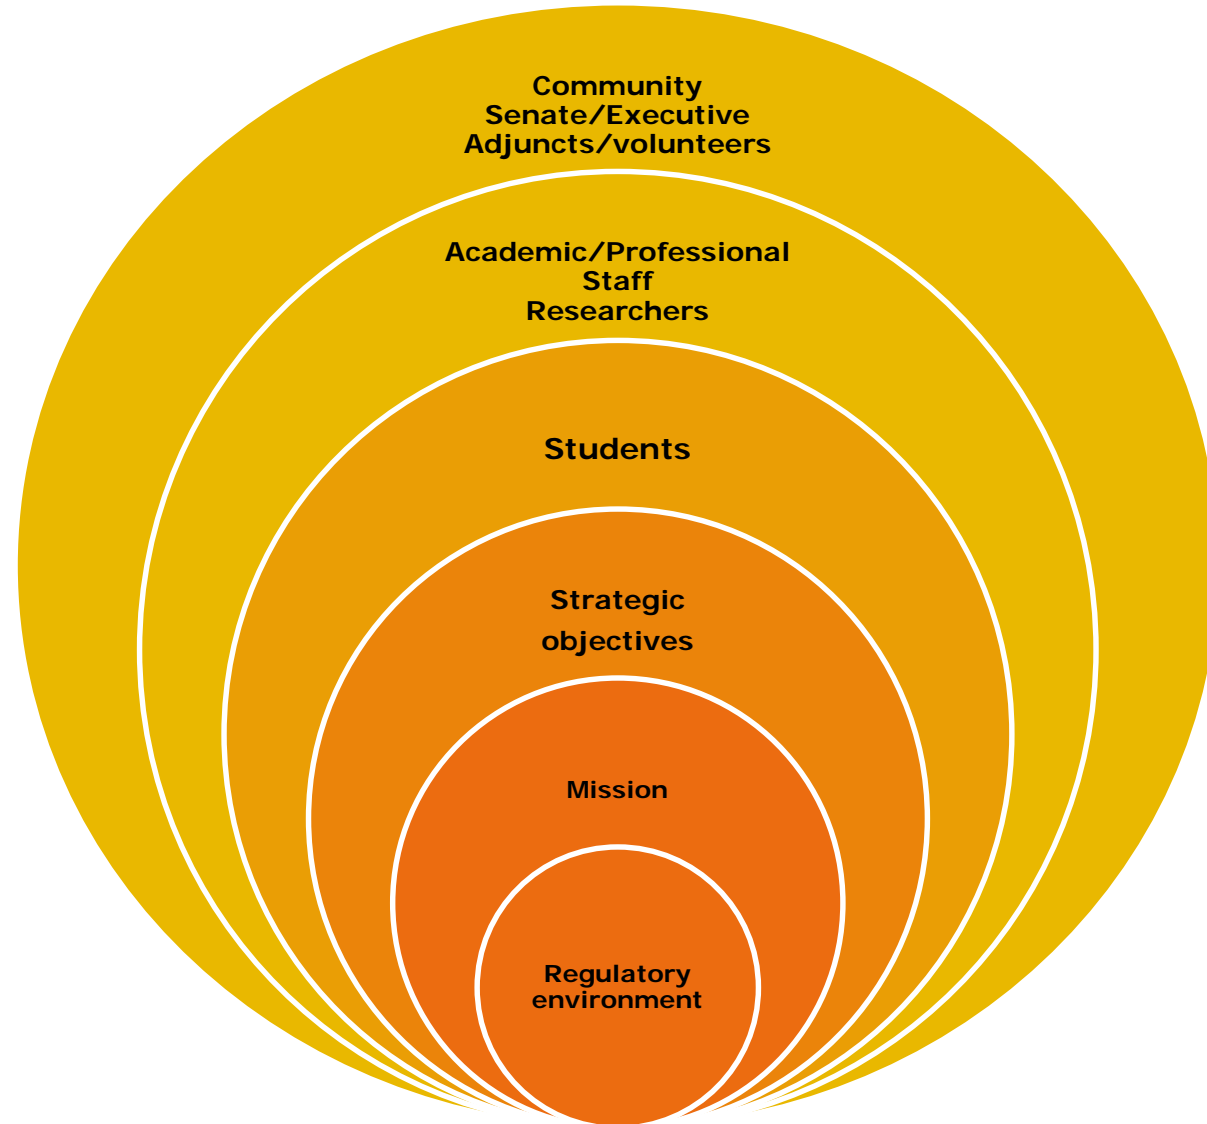 Community
Senate/Executive
Adjuncts/volunteers
Academic/Professional
Staff
Researchers
Students
Strategic
objectives
Mission
Regulatory
environment